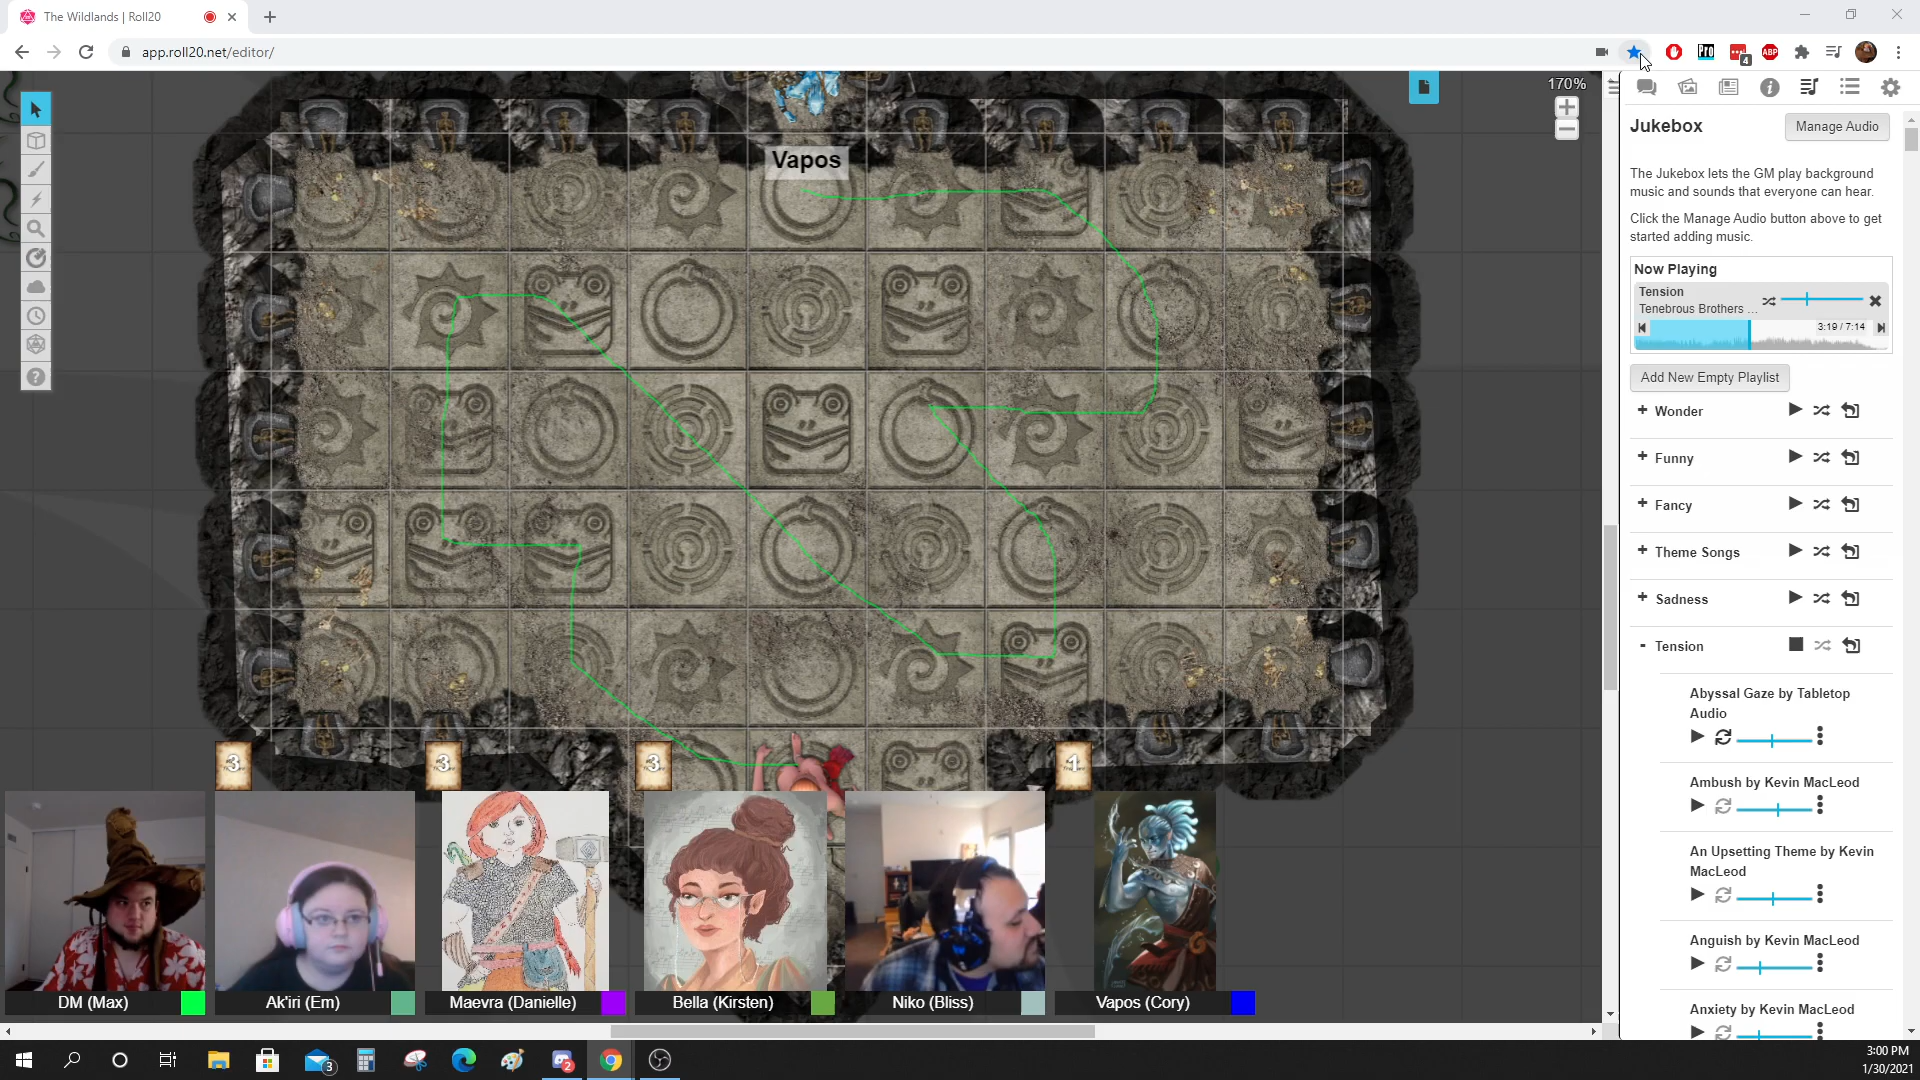 The Wildlands | Roll20
app.roll20.net/editor/
Pro
4
ABP
170%
Vapos
Jukebox
Manage Audio
The Jukebox lets the GM play background
music and sounds that everyone can hear.
Click the Manage Audio button above to get
started adding music.
Now Playing
Tension
Tenebrous Brothers ...
3:19 / 7:14
Add New Empty Playlist
Wonder
Funny
Fancy
Theme Songs
Sadness
Tension
Abyssal Gaze by Tabletop
Audio
Ambush by Kevin MacLeod
An Upsetting Theme by Kevin
MacLeod
Anguish by Kevin MacLeod
Anxiety by Kevin MacLeod
3
3
3
1
DM (Max)
Ak'iri (Em)
Maevra (Danielle)
Bella (Kirsten)
Niko (Bliss)
Vapos (Cory)
3
2
3:00 PM
1/30/2021